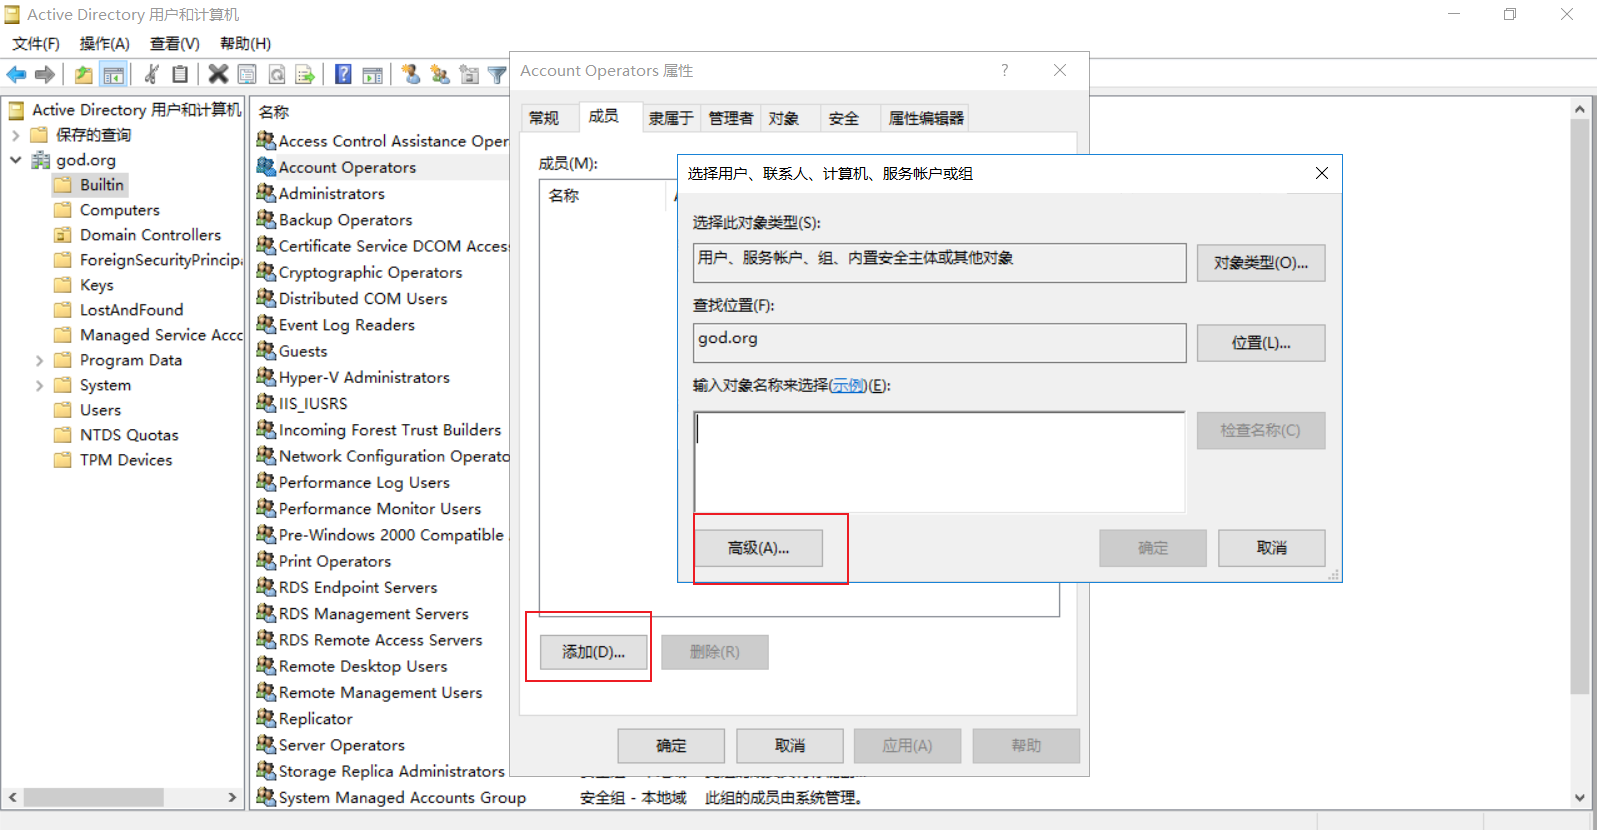 Active Directory 用户和计算机
文件(F) 操作(A) 查看(V) 帮助(H)
Active Directory 用户和计算机
保存的查询
god.org
Builtin
Computers
Domain Controllers
ForeignSecurityPrincipa
Keys
LostAndFound
Managed Service Acco
Program Data
System
Users
NTDS Quotas
TPM Devices
名称
Access Control Assistance Oper
Account Operators
Administrators
Backup Operators
Certificate Service DCOM Access
Cryptographic Operators
Distributed COM Users
Event Log Readers
Guests
Hyper-V Administrators
IIS_IUSRS
Incoming Forest Trust Builders
Network Configuration Operato
Performance Log Users
Performance Monitor Users
Pre-Windows 2000 Compatible
Print Operators
RDS Endpoint Servers
RDS Management Servers
RDS Remote Access Servers
Remote Desktop Users
Remote Management Users
Replicator
Server Operators
Storage Replica Administrators
System Managed Accounts Group 安全组 - 本地域 此组的成员由系统管理。
Account Operators 属性
?
常规 成员 隶属于 管理者 对象 安全 属性编辑器
成员(M):
名称
添加(D)... 删除(R)
确定 取消 应用(A) 帮助
选择用户、联系人、计算机、服务帐户或组
选择此对象类型(S):
用户、服务帐户、组、内置安全主体或其他对象 对象类型(O)...
查找位置(F):
god.org 位置(L)...
输入对象名称来选择(示例)(E):
检查名称(C)
高级(A)... 确定 取消